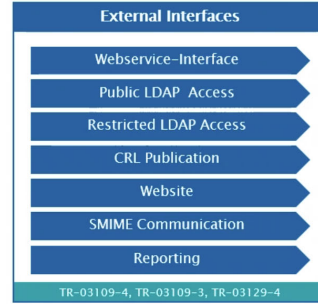 External Interfaces
Webservice-Interface
Public LDAP Access
Restricted LDAP Access
CRL Publication
Website
SMIME Communication
Reporting
TR-03109-4, TR-03109-3, TR-03129-4